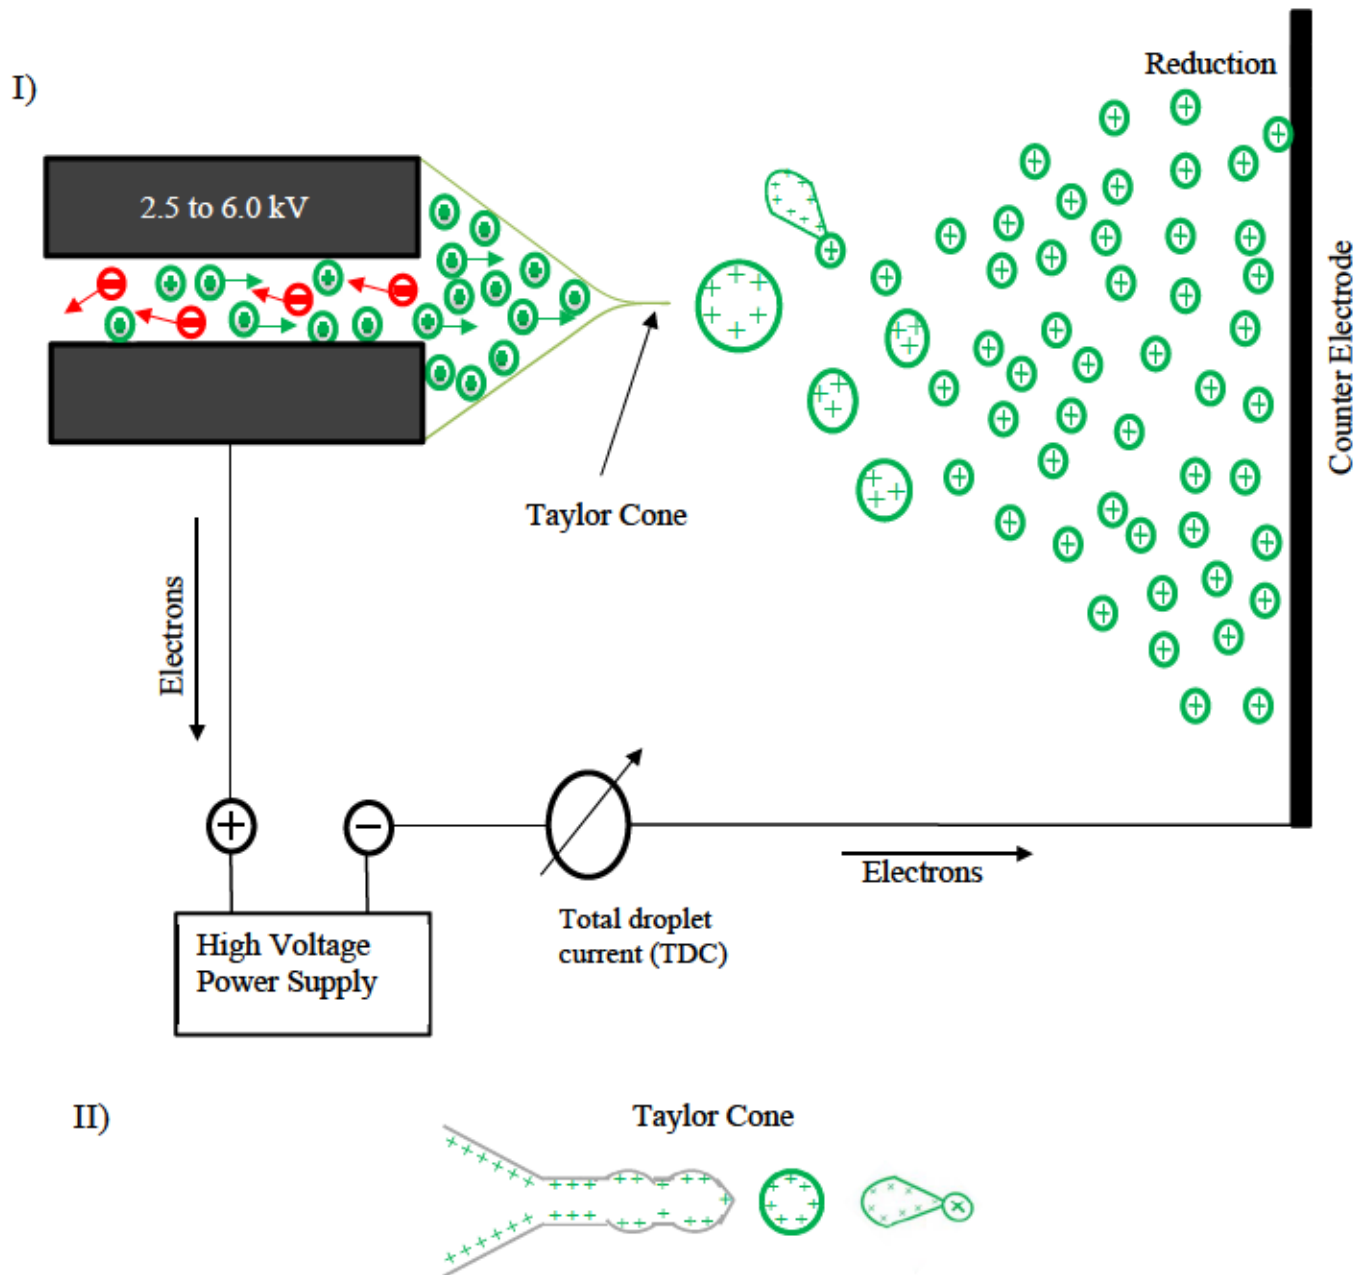 I)
Reduction
2.5 to 6.0 kV
Counter Electrode
Taylor Cone
Electrons
Electrons
Total droplet
current (TDC)
High Voltage
Power Supply
II)
Taylor Cone